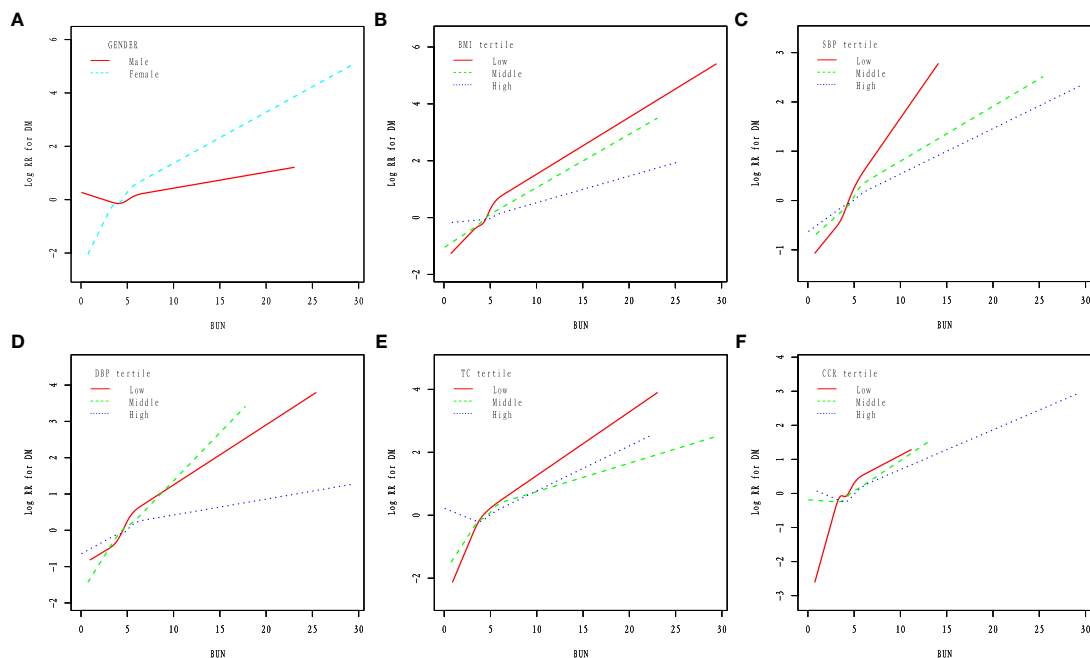 A
GENDER
Male
Female
Log RR for DM
6
4
2
0
-2
0 5 10 15 20 25 30
BUN
B
BMI tertile
Low
Middle
High
Log RR for DM
6
4
2
0
-2
0 5 10 15 20 25 30
BUN
C
SBP tertile
Low
Middle
High
Log RR for DM
3
2
1
0
-1
0 5 10 15 20 25 30
BUN
D
DBP tertile
Low
Middle
High
Log RR for DM
4
3
2
1
0
-1
-2
0 5 10 15 20 25 30
BUN
E
TC tertile
Low
Middle
High
Log RR for DM
4
2
0
-2
0 5 10 15 20 25 30
BUN
F
CCR tertile
Low
Middle
High
Log RR for DM
4
3
2
1
0
-1
-2
-3
0 5 10 15 20 25 30
BUN